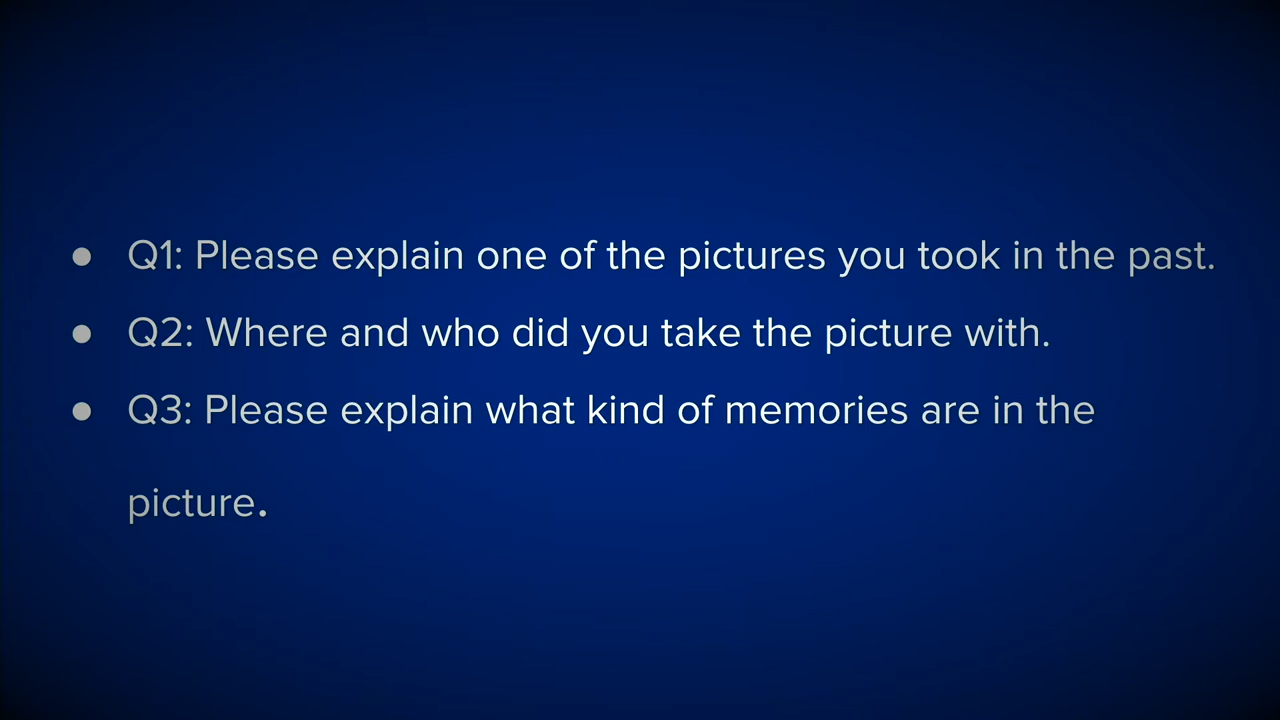 ● Q1: Please explain one of the pictures you took in the past.
● Q2: Where and who did you take the picture with.
● Q3: Please explain what kind of memories are in the
picture.